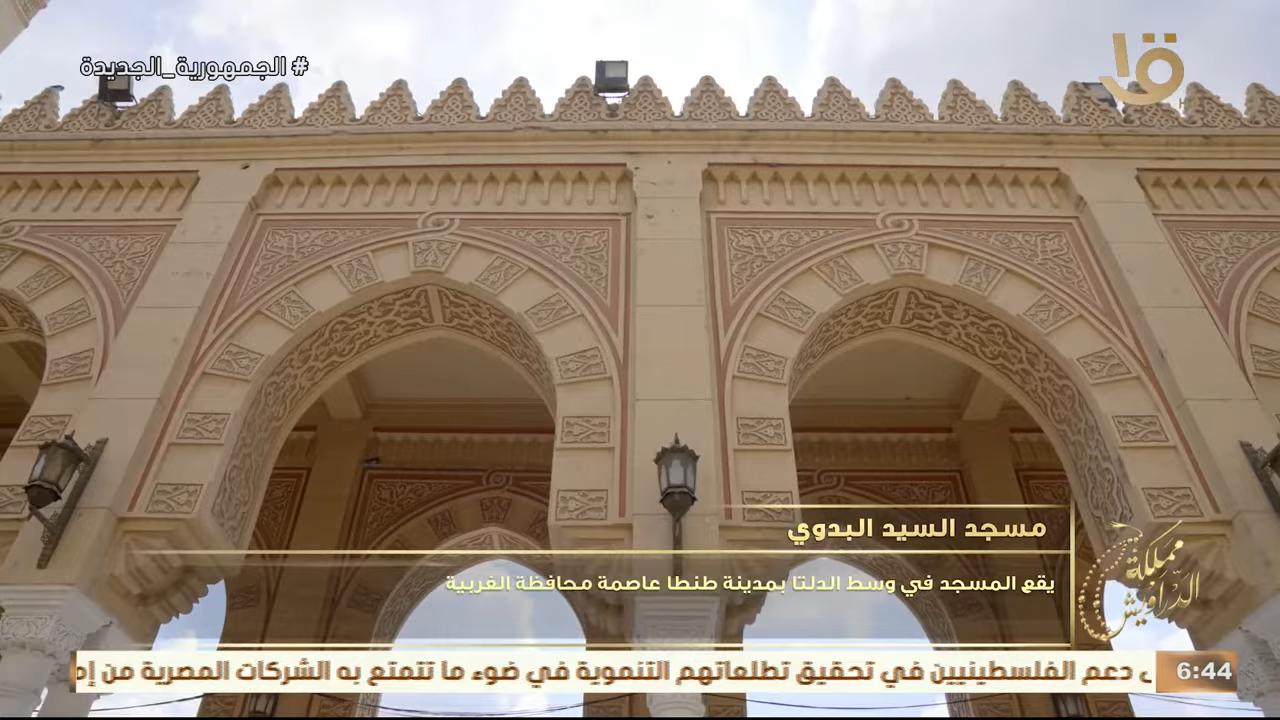 # الجمهورية_الجديدة
مسجد السيد البدوي
يقع المسجد في وسط الدلتا بمدينة طنطا عاصمة محافظة الغربية
مملكة
الدراويش
دعم الفلسطينيين في تحقيق تطلعاتهم التنموية في ضوء ما تتمتع به الشركات المصرية من
6:44